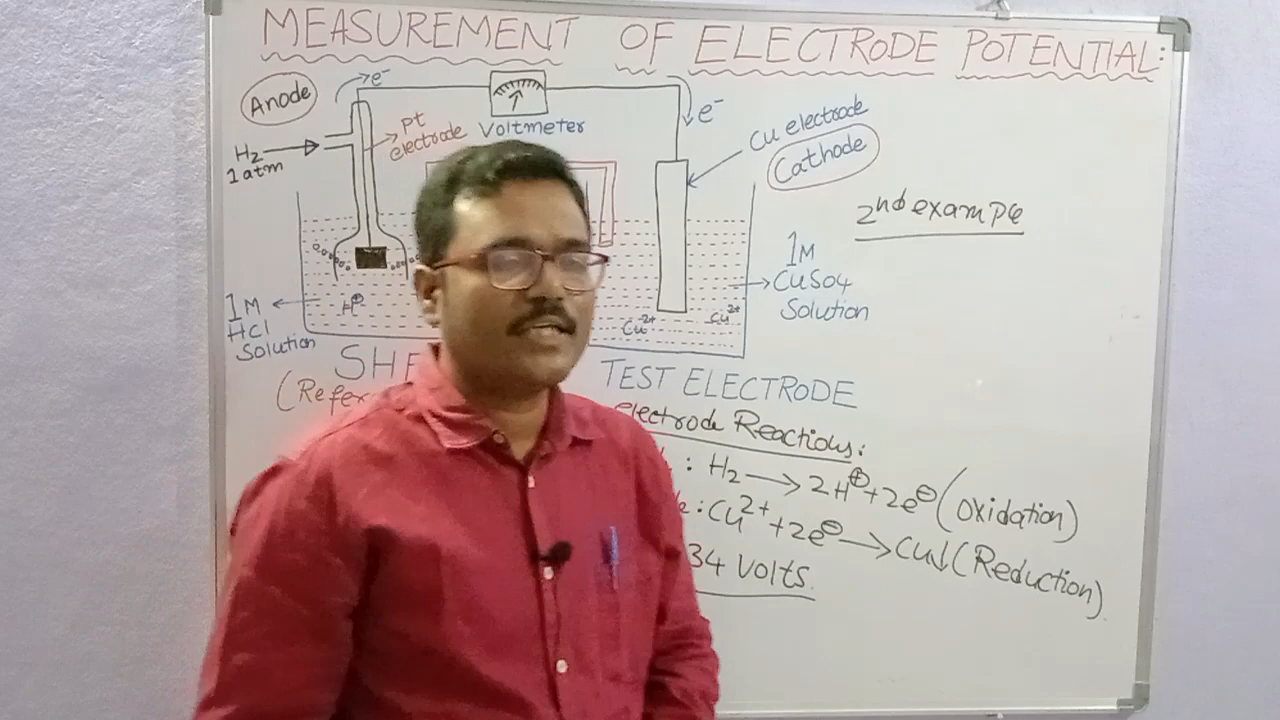 MEASUREMENT OF ELECTRODE POTENTIAL:
Anode
e⁻
Voltmeter
e⁻
Pt
electrode
H₂
1 atm
Cu electrode
Cathode
2nd example
1M
HCl
Solution
H⊕
Cu²⁺
Cu²⁺
1M
CuSO4
Solution
SHE
TEST ELECTRODE
(Refer
Electrode Reactions:
: H₂ → 2H⊕ + 2e⊖ (Oxidation)
: Cu²⁺ + 2e⊖ → Cu↓ (Reduction)
34 Volts.